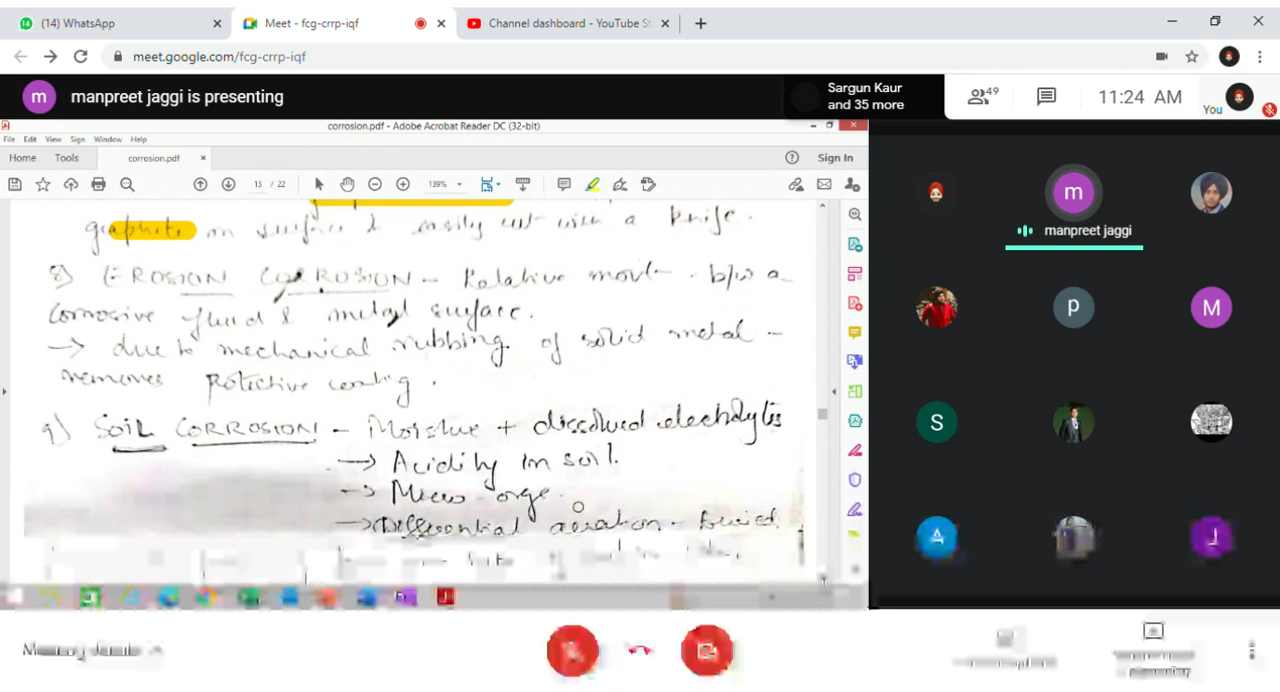 (14) WhatsApp
Meet - fcg-crrp-iqf
Channel dashboard - YouTube St
meet.google.com/fcg-crrp-iqf
m
manpreet jaggi is presenting
Sargun Kaur
and 35 more
49
11:24 AM
You
corrosion.pdf - Adobe Acrobat Reader DC (32-bit)
File Edit View Sign Window Help
Home Tools corrosion.pdf
Sign In
13 / 22
139%
graphite on surface & easily cut with a knife.
8) EROSION CORROSION - Relative movt. b/w a
corrosive fluid & metal surface.
→ due to mechanical rubbing of solid metal -
removes protective coating.
9) SOIL CORROSION - Moisture + dissolved electrolytes
→ Acidity in soil.
→ Micro orgs.
→ Differential aeration - buried
m
manpreet jaggi
P
M
S
A
J